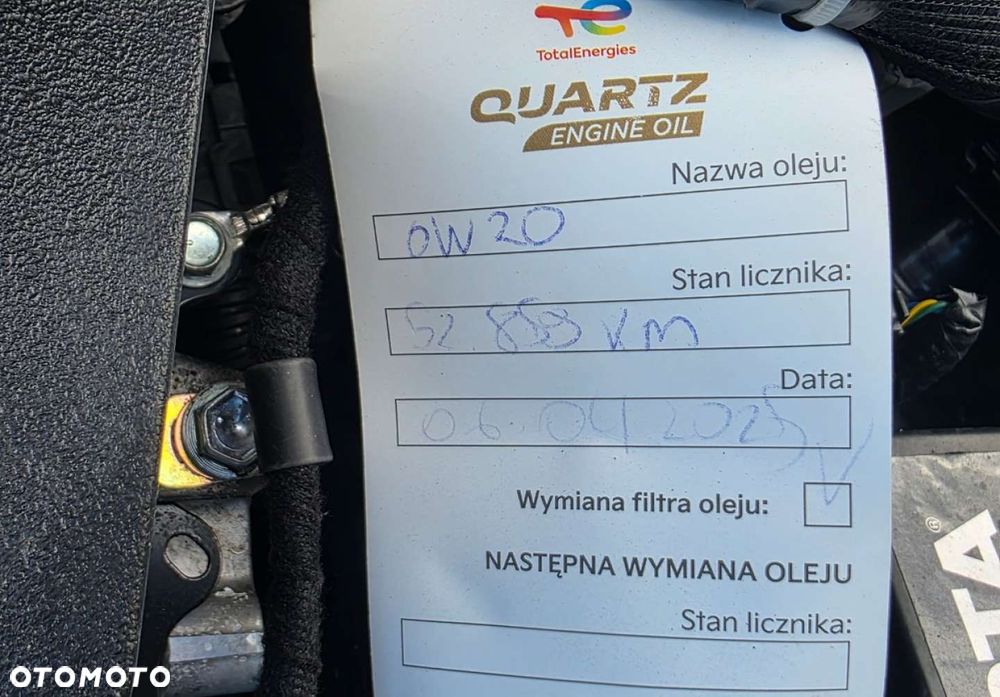 TotalEnergies
QUARTZ
ENGINE OIL
Nazwa oleju:
0W20
Stan licznika:
52.859 KM
Data:
06.04.2025
Wymiana filtra oleju:
NASTĘPNA WYMIANA OLEJU
Stan licznika:
OTOMOTO